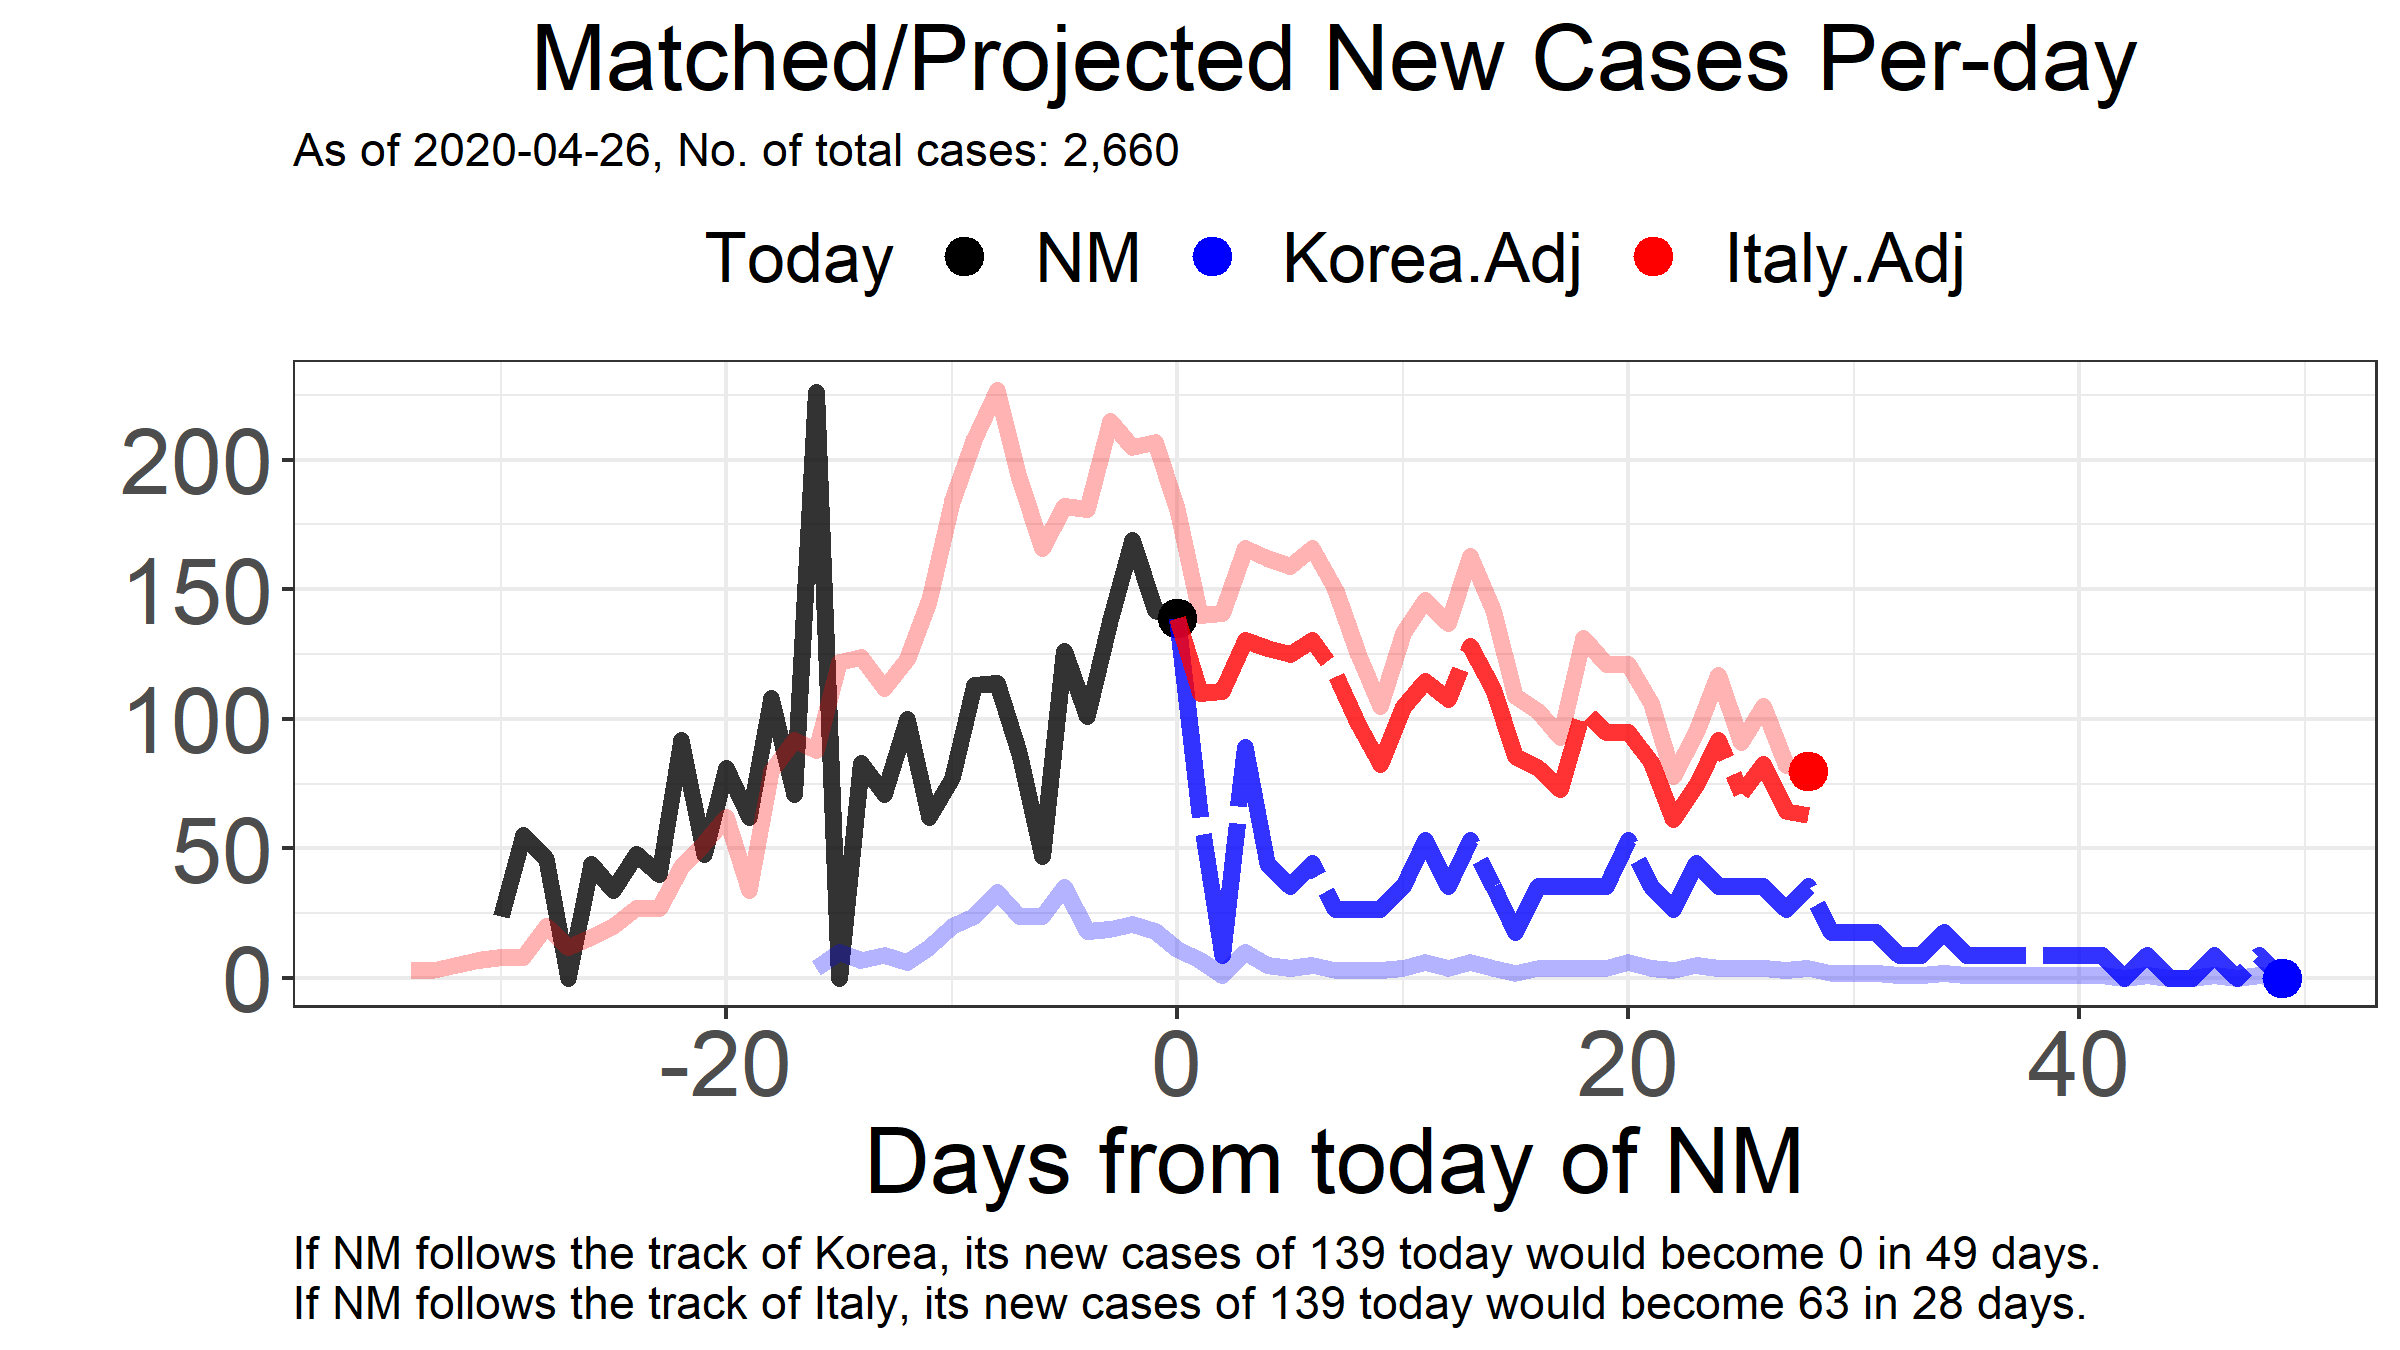 Matched/Projected New Cases Per-day
As of 2020-04-26, No. of total cases: 2,660
Today NM Korea.Adj Italy.Adj
200
150
100
50
0
-20 0 20 40
Days from today of NM
If NM follows the track of Korea, its new cases of 139 today would become 0 in 49 days.
If NM follows the track of Italy, its new cases of 139 today would become 63 in 28 days.